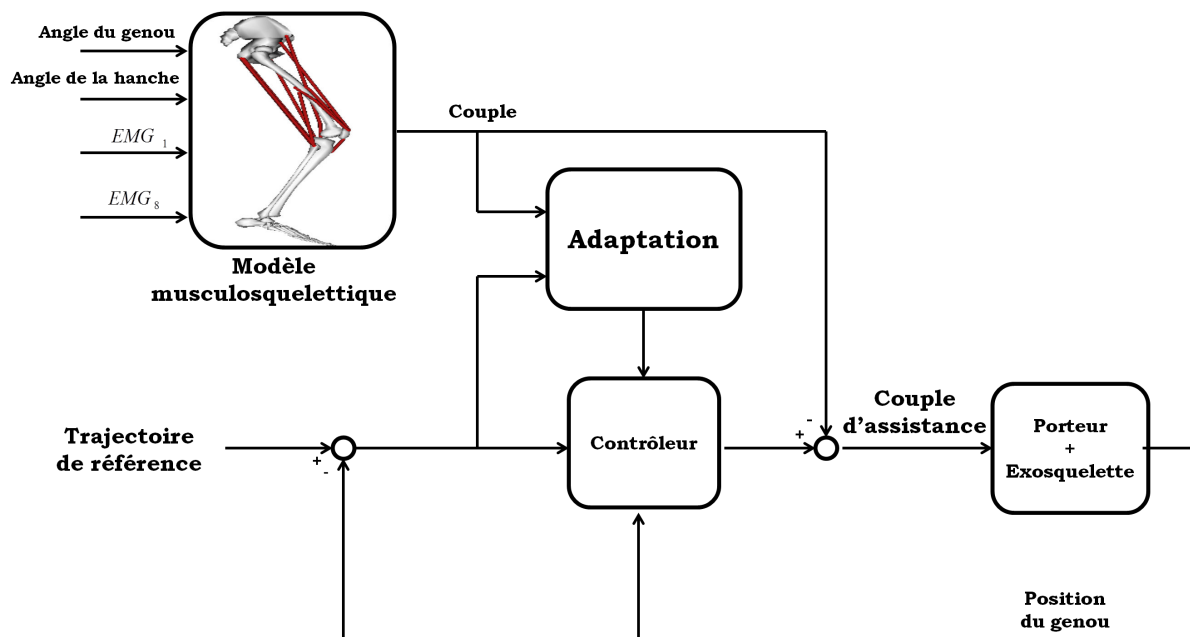 Angle du genou
Angle de la hanche
EMG 1
EMG 8
Modèle
musculosquelettique
Couple
Adaptation
Trajectoire
de référence
+
-
Contrôleur
+
-
Couple
d'assistance
Porteur
+
Exosquelette
Position
du genou